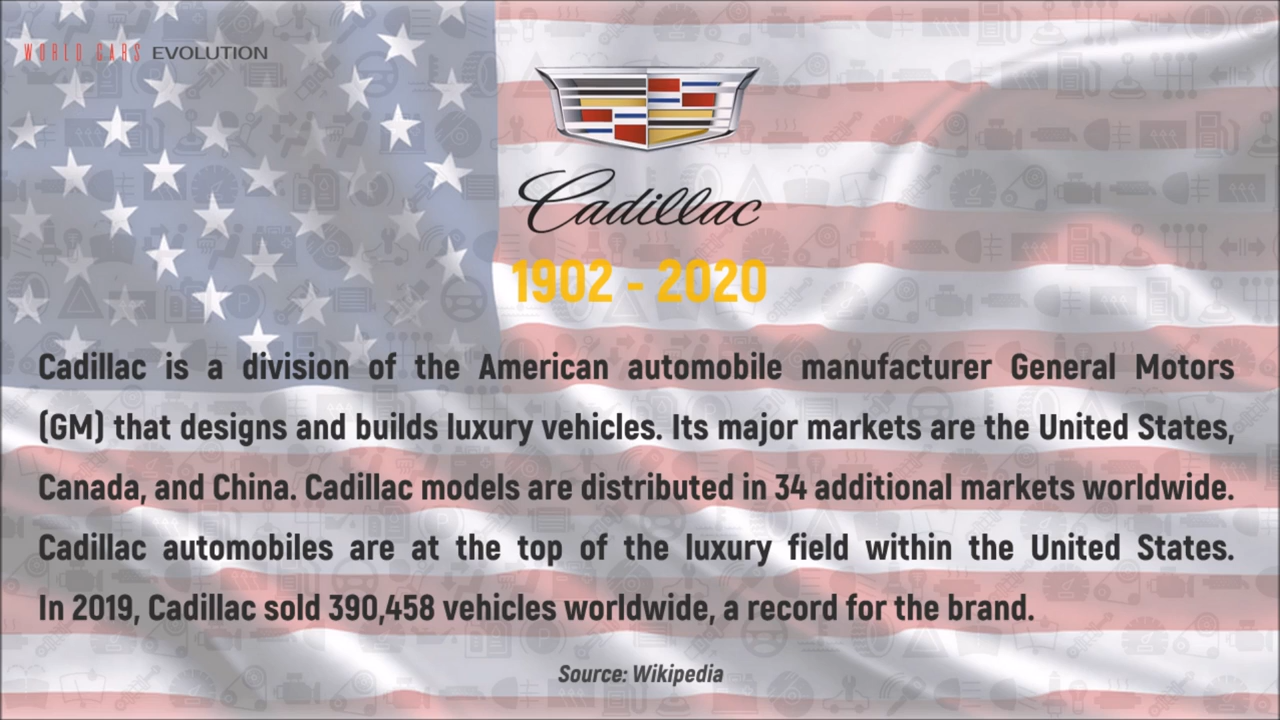 WORLD CARS EVOLUTION
Cadillac
1902 - 2020
Cadillac is a division of the American automobile manufacturer General Motors
(GM) that designs and builds luxury vehicles. Its major markets are the United States,
Canada, and China. Cadillac models are distributed in 34 additional markets worldwide.
Cadillac automobiles are at the top of the luxury field within the United States.
In 2019, Cadillac sold 390,458 vehicles worldwide, a record for the brand.
Source: Wikipedia